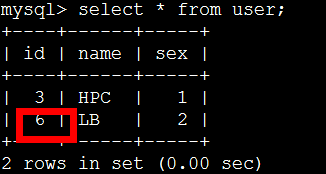 mysql> select * from user;
+----+------+-----+
| id | name | sex |
+----+------+-----+
| 3 | HPC | 1 |
| 6 | LB | 2 |
+----+------+-----+
2 rows in set (0.00 sec)